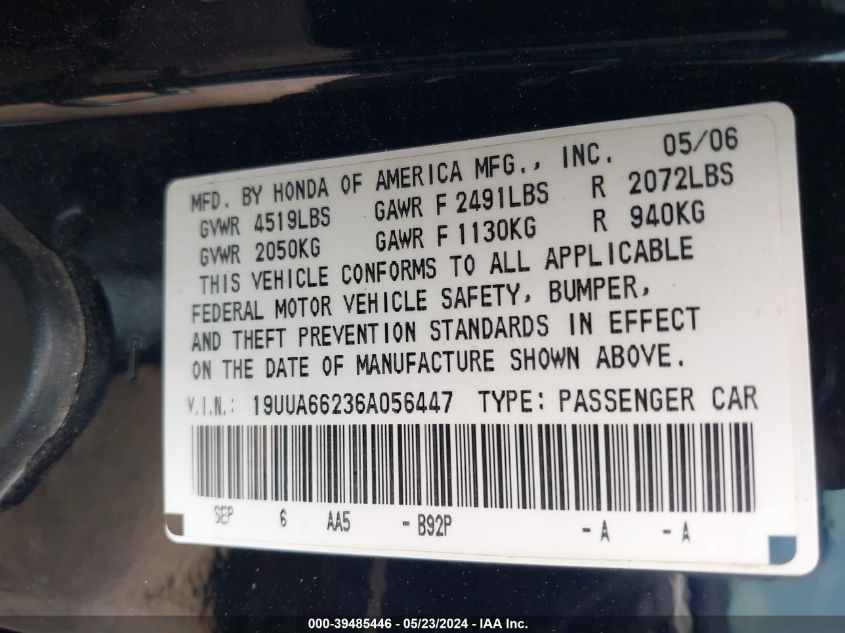 MFD. BY HONDA OF AMERICA MFG., INC. 05/06
GVWR 4519LBS GAWR F 2491LBS R 2072LBS
GVWR 2050KG GAWR F 1130KG R 940KG
THIS VEHICLE CONFORMS TO ALL APPLICABLE
FEDERAL MOTOR VEHICLE SAFETY, BUMPER,
AND THEFT PREVENTION STANDARDS IN EFFECT
ON THE DATE OF MANUFACTURE SHOWN ABOVE.
V.I.N.: 19UUA66236A056447 TYPE: PASSENGER CAR
SEP 6 AA5 - B92P - A - A
000-39485446 - 05/23/2024 - IAA Inc.